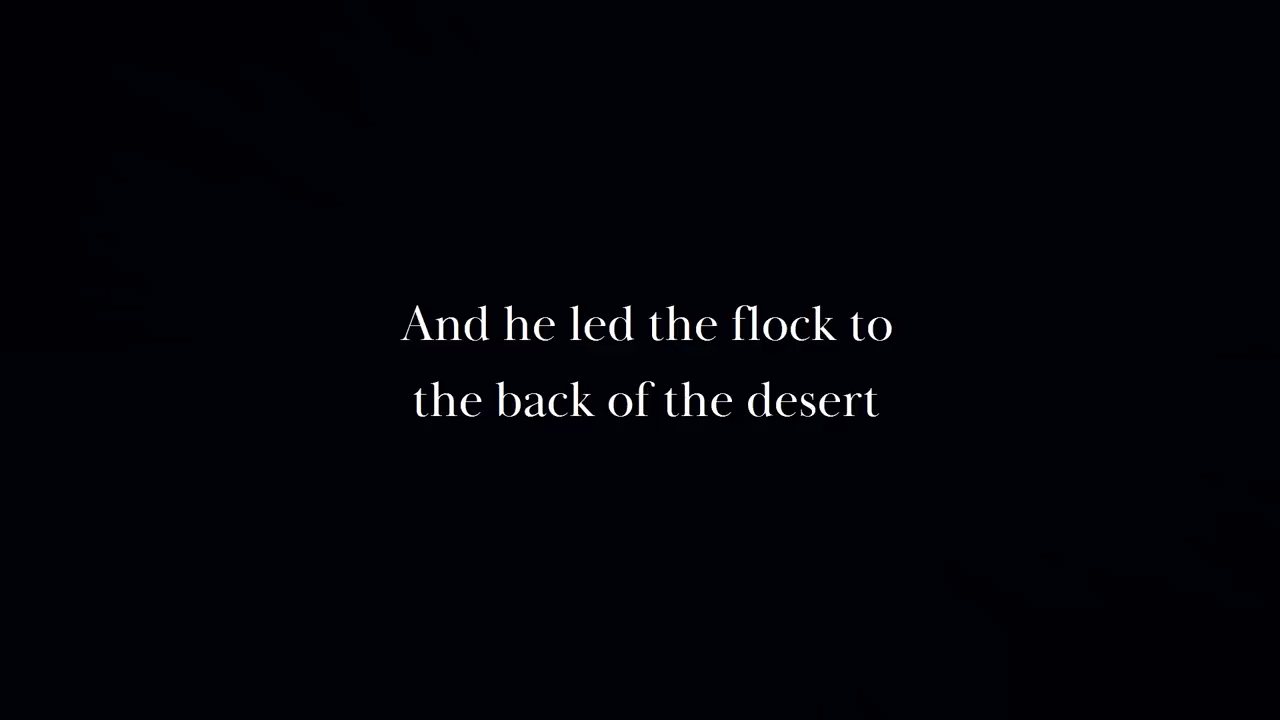 And he led the flock to
the back of the desert